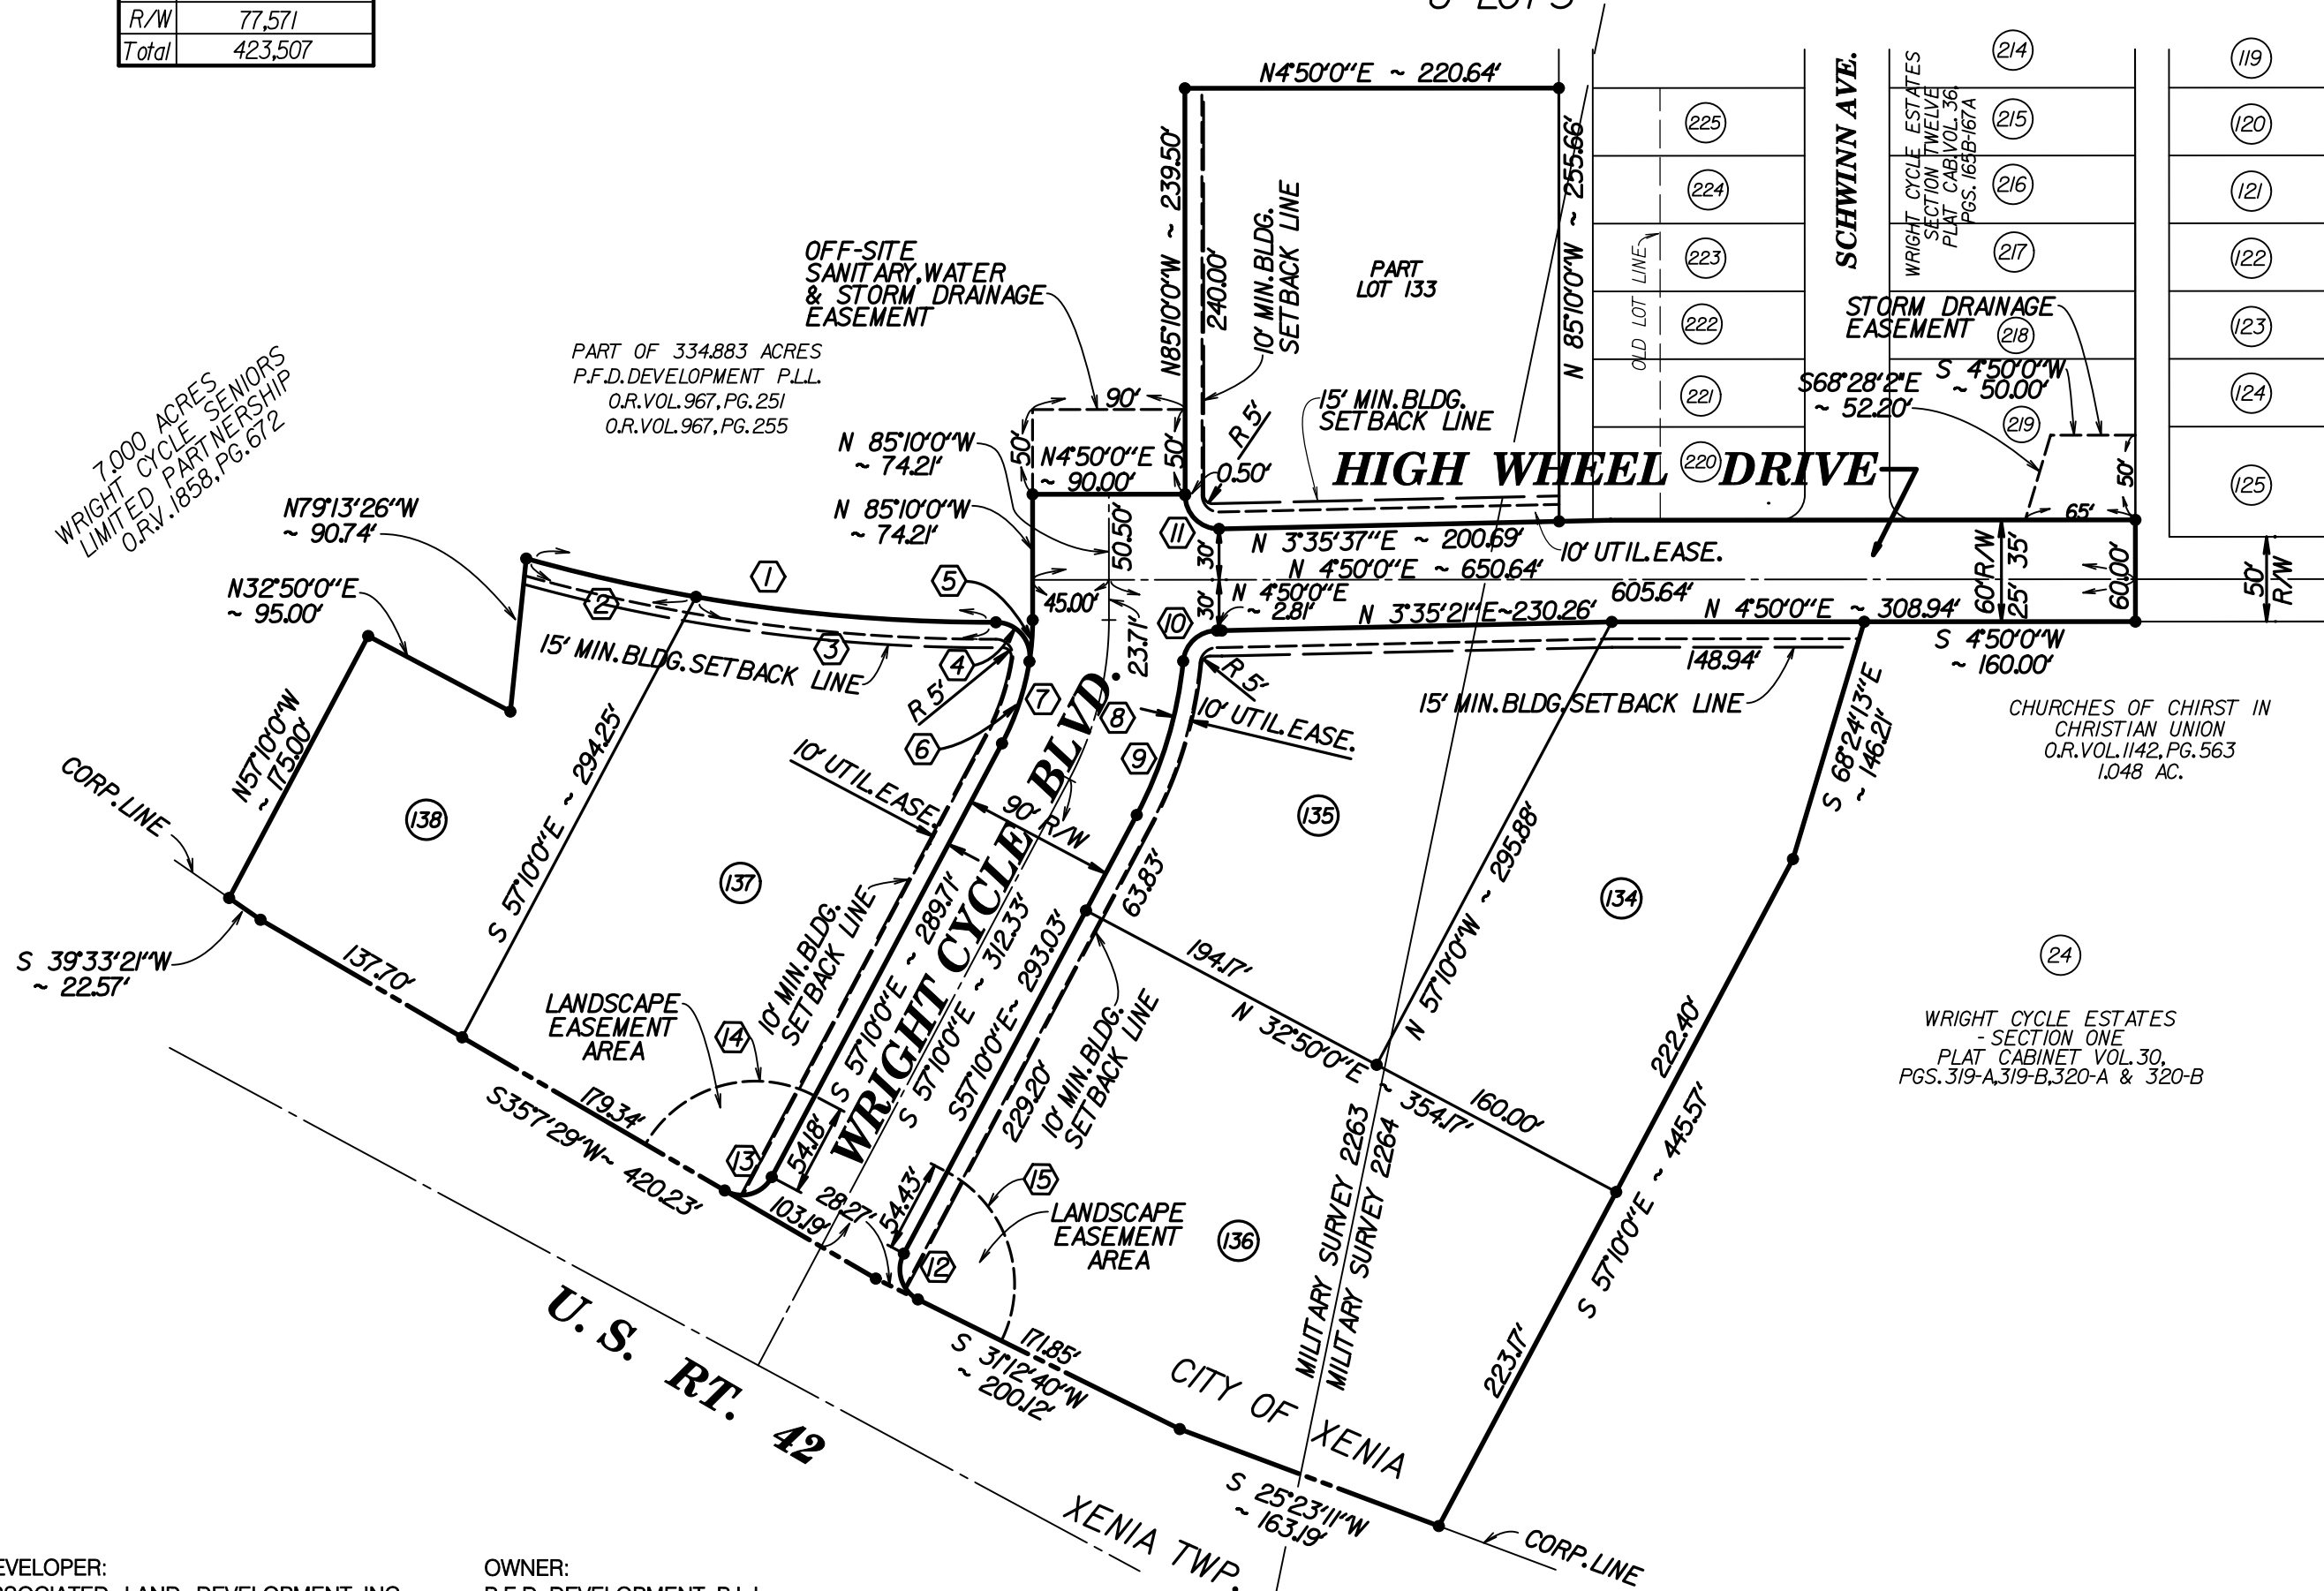 R/W 77,571
Total 423,507
N4°50'0"E ~ 220.64'
N85°10'0"W ~ 239.50'
240.00'
10' MIN. BLDG.
SETBACK LINE
PART
LOT 133
N 85°10'0"W ~ 255.66'
225
224
223
222
221
220
OLD LOT LINE
SCHWINN AVE.
WRIGHT CYCLE ESTATES
SECTION TWELVE
PLAT CAB. VOL. 36,
PGS. 165B-167A
214
215
216
217
218
219
119
120
121
122
123
124
125
STORM DRAINAGE
EASEMENT
S 4°50'0"W
~ 50.00'
S68°28'2"E
~ 52.20'
50'
65'
OFF-SITE
SANITARY, WATER
& STORM DRAINAGE
EASEMENT
PART OF 334.883 ACRES
P.F.D. DEVELOPMENT P.L.L.
O.R. VOL. 967, PG. 251
O.R. VOL. 967, PG. 255
7.000 ACRES
WRIGHT CYCLE SENIORS
LIMITED PARTNERSHIP
O.R.V. 1858, PG. 672
90'
50'
50'
N4°50'0"E
~ 90.00'
R 5'
0.50'
15' MIN. BLDG.
SETBACK LINE
HIGH WHEEL DRIVE
N 85°10'0"W
~ 74.21'
N 85°10'0"W
~ 74.21'
50.50'
11
30'
N 3°35'37"E ~ 200.69'
10' UTIL. EASE.
N 4°50'0"E ~ 650.64'
30'
N 4°50'0"E
~ 2.81'
605.64'
N 3°35'21"E~230.26'
N 4°50'0"E ~ 308.94'
60' R/W
35'
25'
60.00'
50'
R/W
S 4°50'0"W
~ 160.00'
N79°13'26"W
~ 90.74'
N32°50'0"E
~ 95.00'
1
2
3
4
5
45.00'
23.71'
10
15' MIN. BLDG. SETBACK LINE
R 5'
R 5'
148.94'
15' MIN. BLDG. SETBACK LINE
10' UTIL. EASE.
6
7
8
9
CHURCHES OF CHIRST IN
CHRISTIAN UNION
O.R. VOL. 1142, PG. 563
1.048 AC.
S 68°24'13"E
~ 146.21'
CORP. LINE
N57°10'0"W
~ 175.00'
138
S 57°10'0"E ~ 294.25'
137
10' UTIL. EASE.
90' R/W
WRIGHT CYCLE BLVD.
135
N 57°10'0"W ~ 295.88'
134
63.83'
194.17'
N 32°50'0"E ~ 354.17'
160.00'
S 39°33'21"W
~ 22.57'
137.70'
LANDSCAPE
EASEMENT
AREA
14
10' MIN. BLDG.
SETBACK LINE
S 57°10'0"E ~ 289.71'
S 57°10'0"E ~ 312.33'
S57°10'0"E~ 293.03'
229.20'
10' MIN. BLDG.
SETBACK LINE
24
WRIGHT CYCLE ESTATES
- SECTION ONE
PLAT CABINET VOL. 30,
PGS. 319-A, 319-B, 320-A & 320-B
222.40'
S 57°10'0"E ~ 445.57'
223.17'
179.34'
S35°7'29"W~ 420.23'
13
54.18'
103.19'
28.27'
54.43'
15
12
LANDSCAPE
EASEMENT
AREA
136
MILITARY SURVEY 2263
MILITARY SURVEY 2264
U. S. RT. 42
171.85'
S 31°12'40"W
~ 200.12'
CITY OF XENIA
S 25°23'11"W
~ 163.19'
XENIA TWP.
CORP. LINE
EVELOPER:
OWNER: